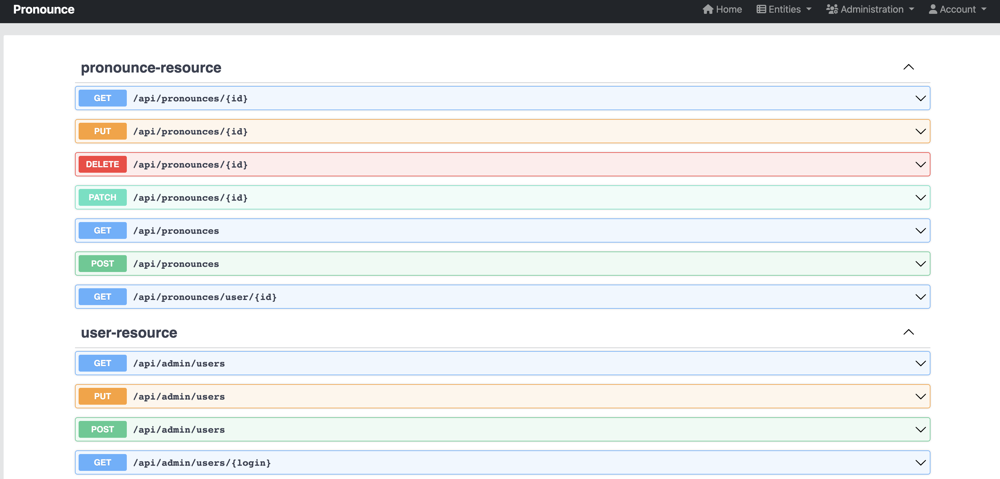 Pronounce Home Entities Administration Account
pronounce-resource
GET /api/pronounces/{id}
PUT /api/pronounces/{id}
DELETE /api/pronounces/{id}
PATCH /api/pronounces/{id}
GET /api/pronounces
POST /api/pronounces
GET /api/pronounces/user/{id}
user-resource
GET /api/admin/users
PUT /api/admin/users
POST /api/admin/users
GET /api/admin/users/{login}